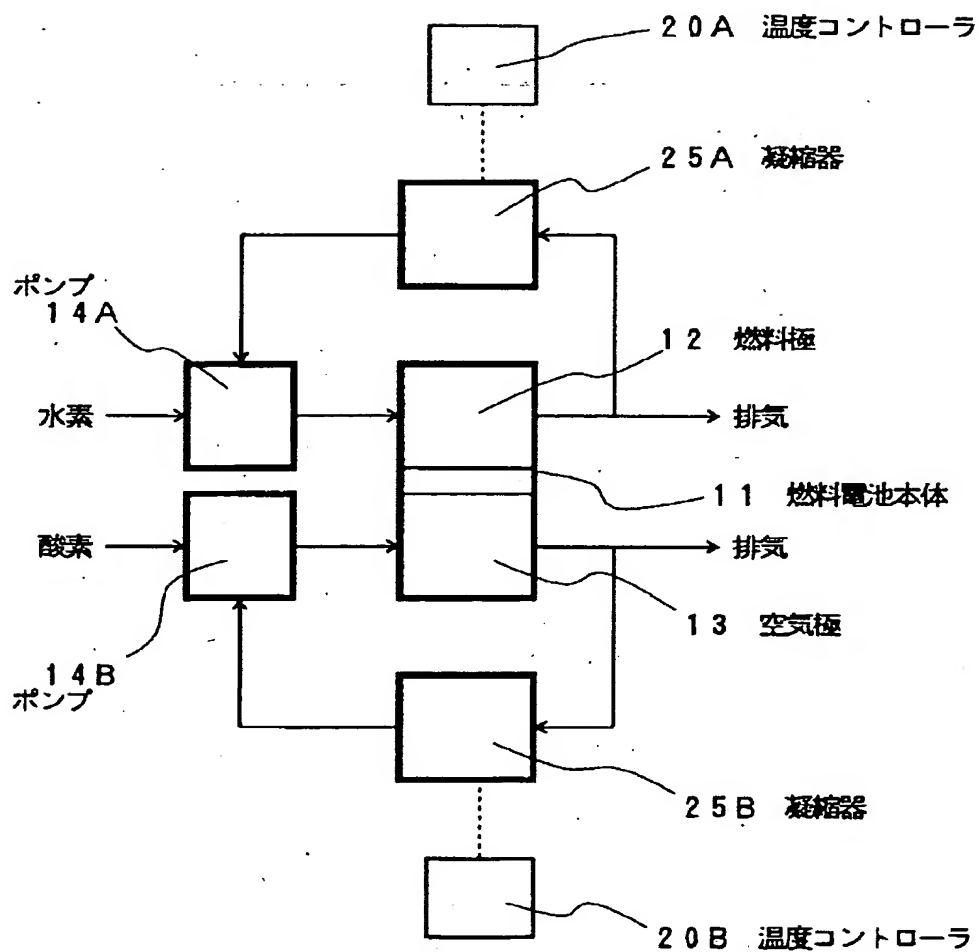 20A 温度コントローラ
25A 凝縮器
ポンプ
14A
12 燃料極
水素
排気
11 燃料電池本体
酸素
排気
13 空気極
14B
ポンプ
25B 凝縮器
20B 温度コントローラ